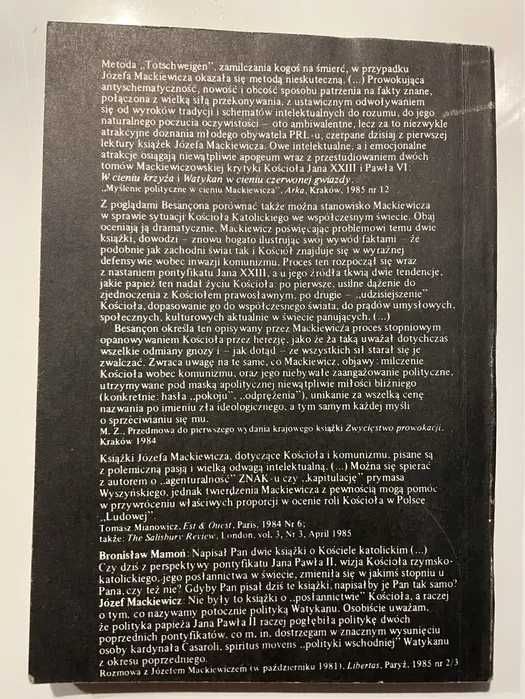 Metoda „Totschweigen", zamilczania kogoś na śmierć, w przypadku
Józefa Mackiewicza okazała się metodą nieskuteczną. (...) Prowokująca
antyschematyczność, nowość i obcość sposobu patrzenia na fakty znane,
połączona z wielką siłą przekonywania, z ustawicznym odwoływaniem
się od wyroków tradycji i schematów intelektualnych do rozumu, do jego
naturalnego poczucia oczywistości – oto ambiwalentne, lecz za to niezwykle
atrakcyjne doznania młodego obywatela PRL-u, czerpane dzisiaj z pierwszej
lektury książek Józefa Mackiewicza. Owe intelektualne, a i emocjonalne
atrakcje osiągają niewątpliwie apogeum wraz z przestudiowaniem dwóch
tomów Mackiewiczowskiej krytyki Kościoła Jana XXIII i Pawła VI:
W cieniu krzyża i Watykan w cieniu czerwonej gwiazdy.
„Myślenie polityczne w cieniu Mackiewicza", Arka, Kraków, 1985 nr 12
Z poglądami Besançona porównać także można stanowisko Mackiewicza
w sprawie sytuacji Kościoła Katolickiego we współczesnym świecie. Obaj
oceniają ją dramatycznie. Mackiewicz poświęcając problemowi temu dwie
książki, dowodzi – znowu bogato ilustrując swój wywód faktami – że
podobnie jak zachodni świat tak i Kościół znajduje się w wyraźnej
defensywie wobec inwazji komunizmu. Proces ten rozpoczął się wraz
z nastaniem pontyfikatu Jana XXIII, a u jego źródła tkwią dwie tendencje,
jakie papież ten nadał życiu Kościoła: po pierwsze, usilne dążenie do
zjednoczenia z Kościołem prawosławnym, po drugie – „udzisiejszenie"
Kościoła, dopasowanie go do współczesnego świata, do prądów umysłowych,
społecznych, kulturowych aktualnie w świecie panujących. (...)
Besançon określa ten opisywany przez Mackiewicza proces stopniowym
opanowywaniem Kościoła przez herezję, jako że za taką uważał dotychczas
wszelkie odmiany gnozy i – jak dotąd – ze wszystkich sił starał się je
zwalczać. Zwraca uwagę na te same, co Mackiewicz, objawy: milczenie
Kościoła wobec komunizmu, oraz jego niebywałe zaangażowanie polityczne,
utrzymywane pod maską apolitycznej niewątpliwie miłości bliźniego
(konkretnie: hasła „pokoju", „odprężenia"), unikanie za wszelką cenę
nazwania po imieniu zła ideologicznego, a tym samym każdej myśli
o sprzeciwianiu się mu.
M. Z., Przedmowa do pierwszego wydania krajowego książki Zwycięstwo prowokacji,
Kraków 1984
Książki Józefa Mackiewicza, dotyczące Kościoła i komunizmu, pisane są
z polemiczną pasją i wielką odwagą intelektualną. (...) Można się spierać
z autorem o „agenturalność" ZNAK-u czy „kapitulację" prymasa
Wyszyńskiego, jednak twierdzenia Mackiewicza z pewnością mogą pomóc
w przywróceniu właściwych proporcji w ocenie roli Kościoła w Polsce
„Ludowej"
Tomasz Mianowicz, Est & Ouest, Paris, 1984 Nr 6;
także: The Salisbury Review, London, vol. 3, Nr 3, April 1985
Bronisław Mamoń: Napisał Pan dwie książki o Kościele katolickim (...)
Czy dziś z perspektywy pontyfikatu Jana Pawła II, wizja Kościoła rzymsko-
katolickiego, jego posłannictwa w świecie, zmieniła się w jakimś stopniu u
Pana, czy też nie? Gdyby Pan pisał dziś te książki, napisałby je Pan tak samo?
Józef Mackiewicz: Nie były to książki o „posłannictwie" Kościoła, a raczej
o tym, co nazywamy potocznie polityką Watykanu. Osobiście uważam,
że polityka papieża Jana Pawła II raczej pogłębiła politykę dwóch
poprzednich pontyfikatów, co m. in. dostrzegam w znacznym wysunięciu
osoby kardynała Casaroli, spiritus movens „polityki wschodniej" Watykanu
z okresu poprzedniego.
Rozmowa z Józefem Mackiewiczem (w październiku 1981), Libertas, Paryż, 1985 nr 2/3